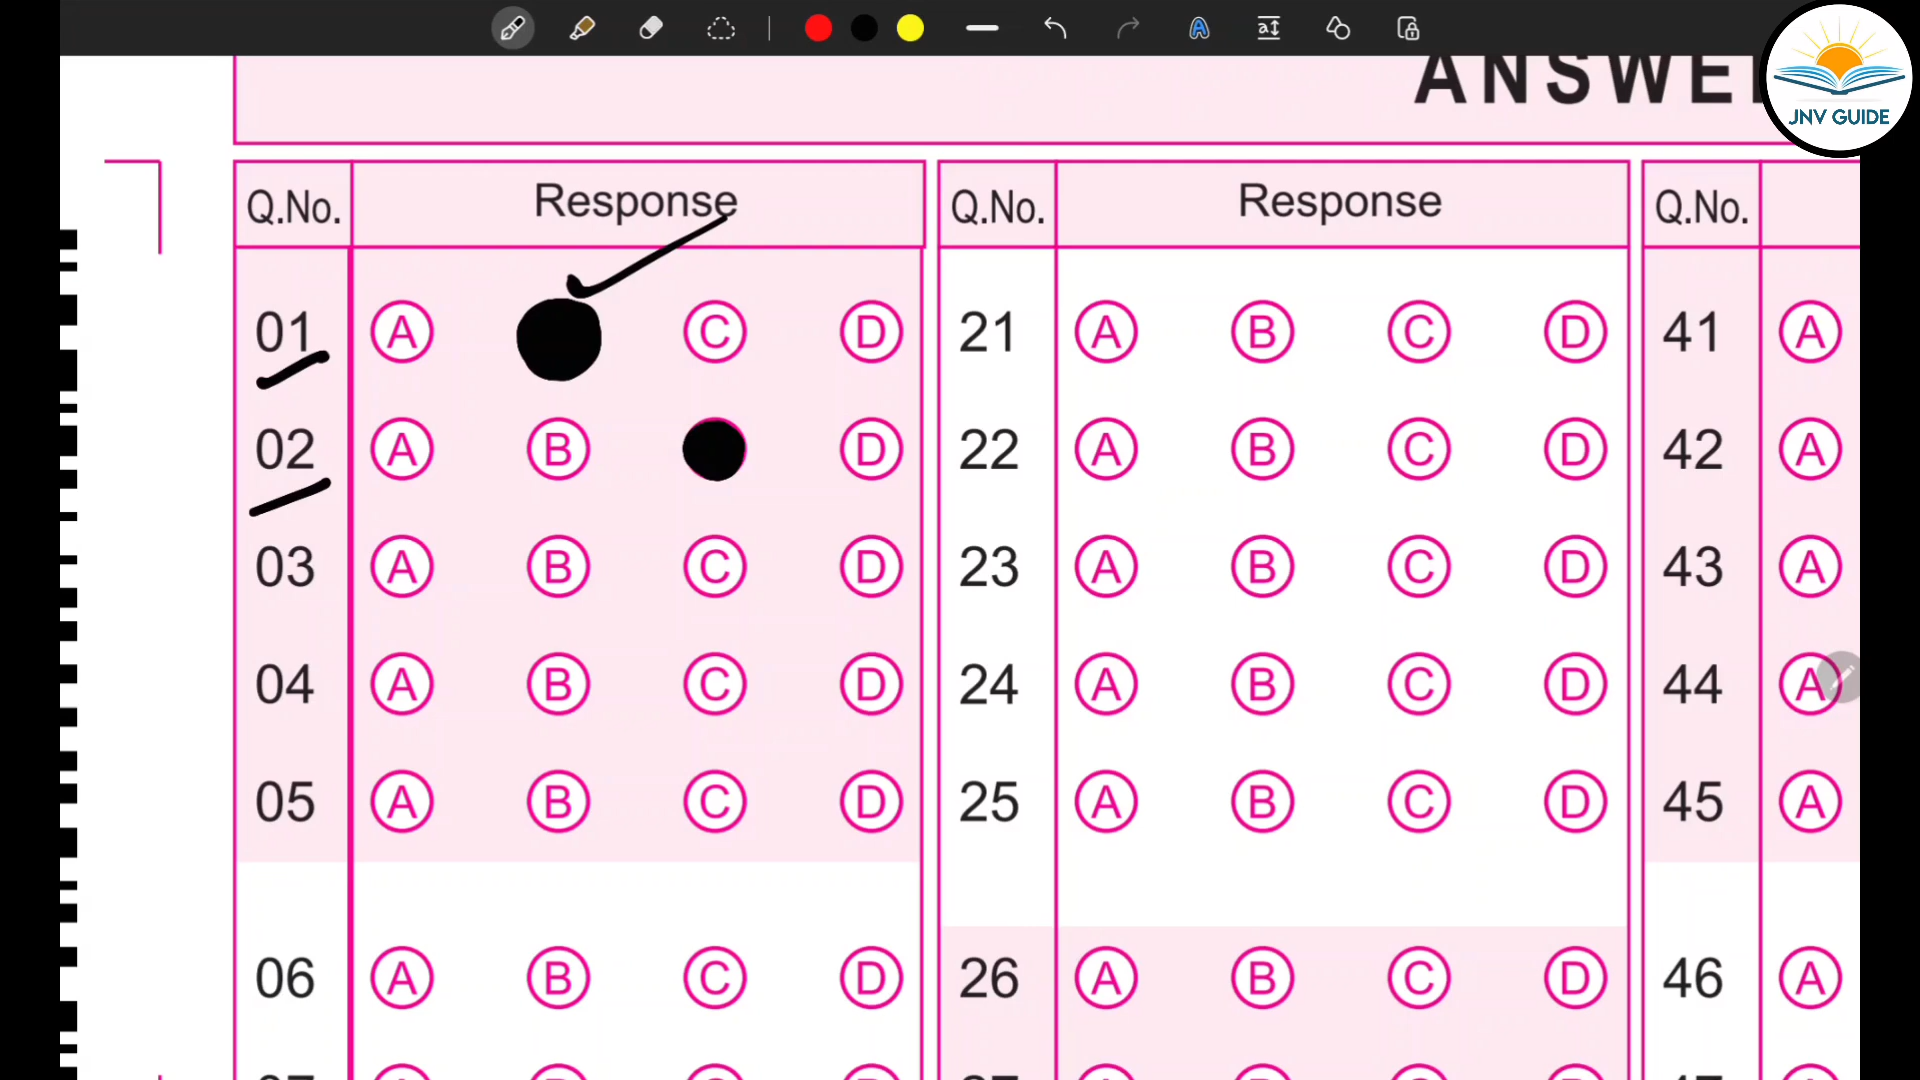 ANSWE
JNV GUIDE
Q.No. Response Q.No. Response Q.No.
01 A C D 21 A B C D 41 A
02 A B D 22 A B C D 42 A
03 A B C D 23 A B C D 43 A
04 A B C D 24 A B C D 44 A
05 A B C D 25 A B C D 45 A
06 A B C D 26 A B C D 46 A